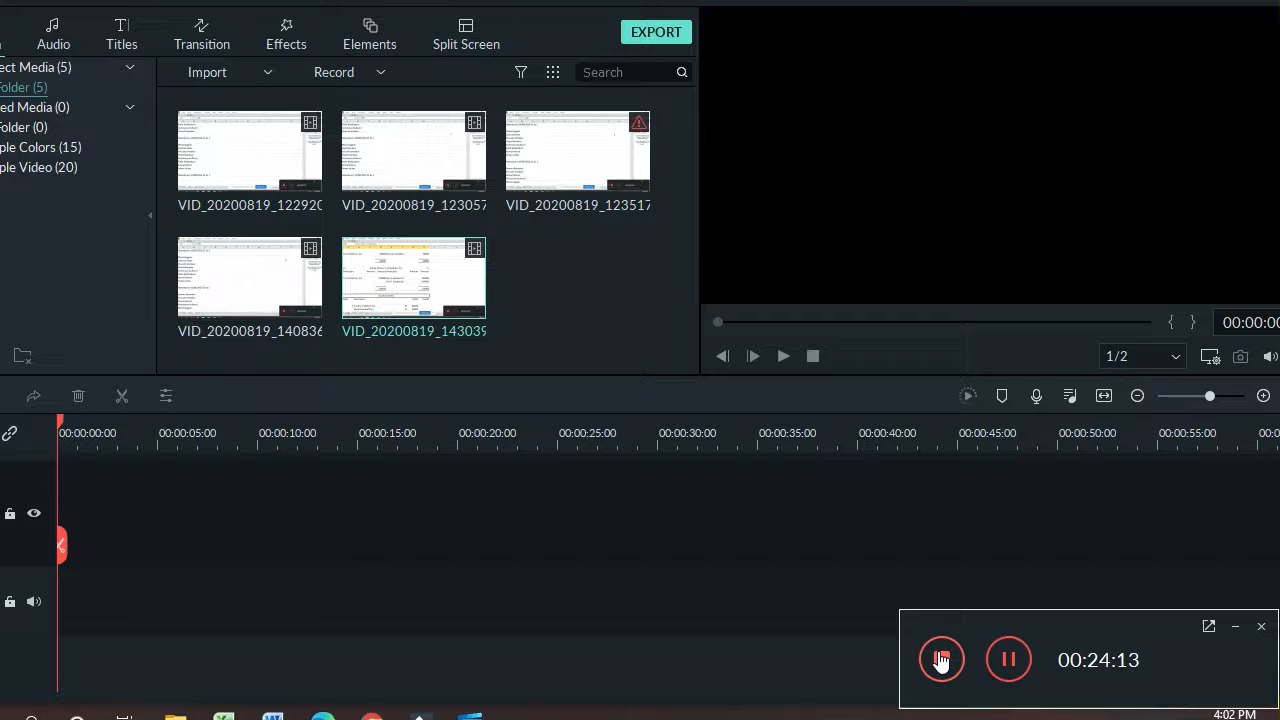 Audio
Titles
Transition
Effects
Elements
Split Screen
EXPORT
ect Media (5)
Folder (5)
ed Media (0)
Folder (0)
ple Colors (15)
ple Video
Import
Record
Search
VID_20200819_122920
VID_20200819_123057
VID_20200819_123517
VID_20200819_140836
VID_20200819_143039
00:00:00
1/2
00:00:00:00
00:00:05:00
00:00:10:00
00:00:15:00
00:00:20:00
00:00:25:00
00:00:30:00
00:00:35:00
00:00:40:00
00:00:45:00
00:00:50:00
00:00:55:00
00:0
00:24:13
4:02 PM